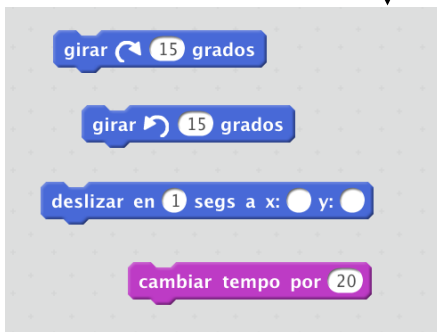 girar 15 grados
girar 15 grados
deslizar en 1 segs a x: y:
cambiar tempo por 20